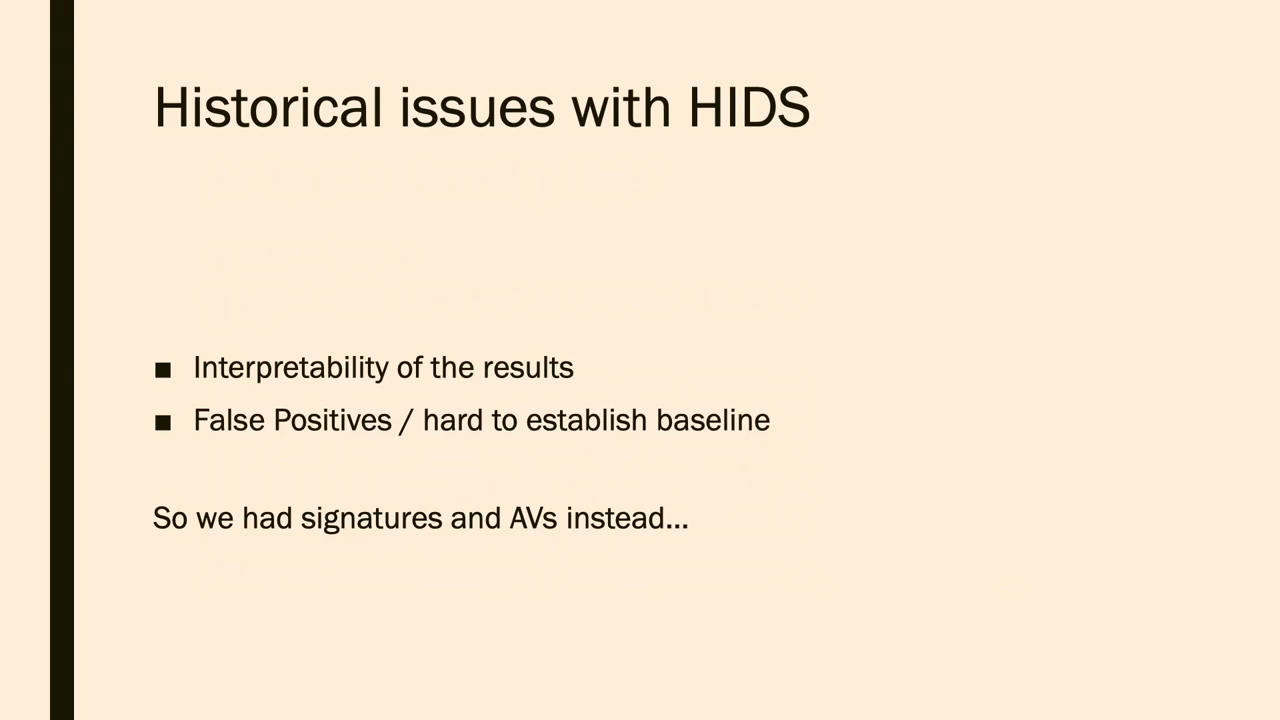 Historical issues with HIDS
■ Interpretability of the results
■ False Positives / hard to establish baseline
So we had signatures and AVs instead...